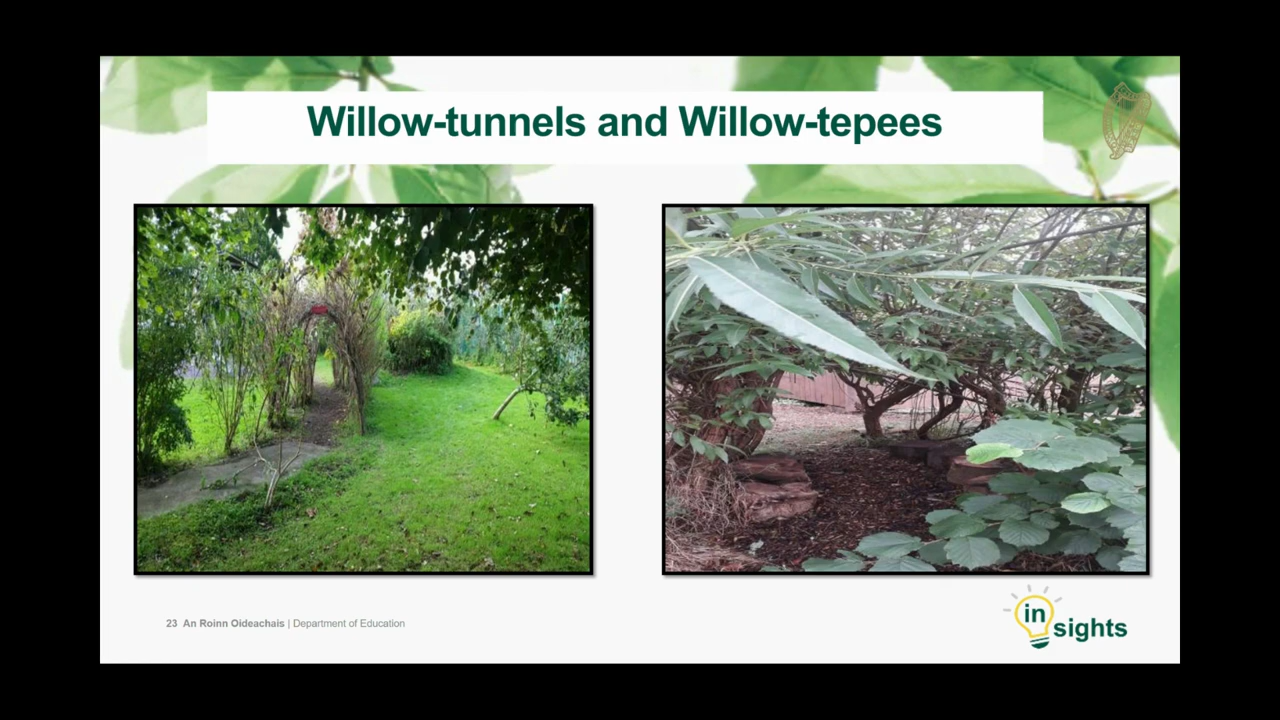 Willow-tunnels and Willow-tepees
23 An Roinn Oideachais | Department of Education
in
sights